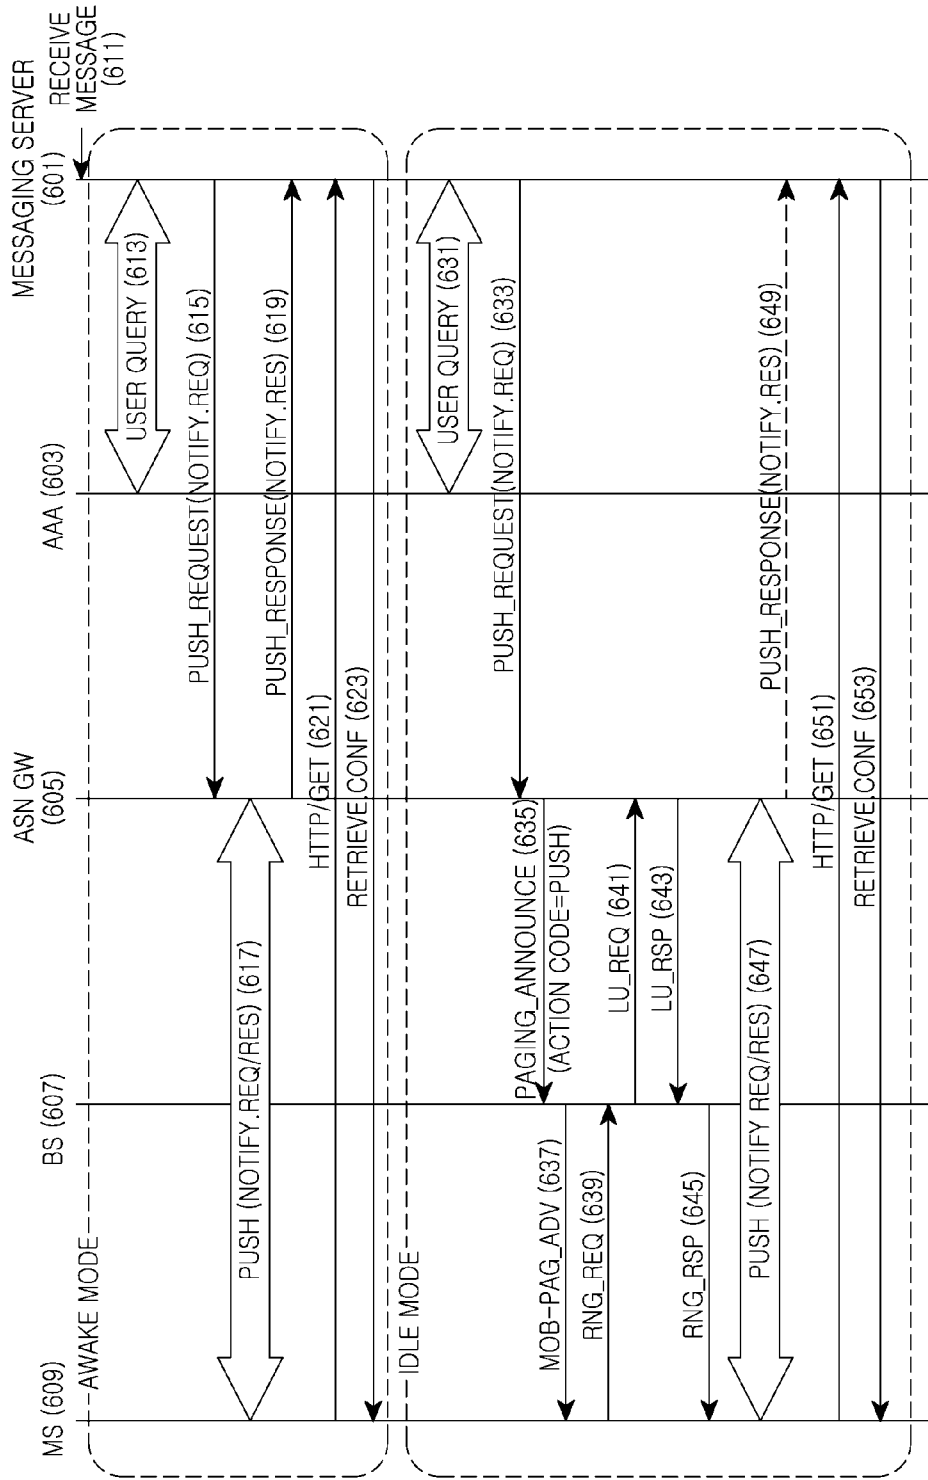 MS (609)
BS (607)
ASN GW
(605)
AAA (603)
MESSAGING SERVER
(601)
RECEIVE
MESSAGE
(611)
AWAKE MODE
USER QUERY (613)
PUSH_REQUEST(NOTIFY.REQ) (615)
PUSH (NOTIFY.REQ/RES) (617)
PUSH_RESPONSE(NOTIFY.RES) (619)
HTTP/GET (621)
RETRIEVE.CONF (623)
IDLE MODE
USER QUERY (631)
PUSH_REQUEST(NOTIFY.REQ) (633)
PAGING_ANNOUNCE (635)
(ACTION CODE=PUSH)
MOB-PAG_ADV (637)
RNG_REQ (639)
LU_REQ (641)
LU_RSP (643)
RNG_RSP (645)
PUSH (NOTIFY REQ/RES) (647)
PUSH_RESPONSE(NOTIFY.RES) (649)
HTTP/GET (651)
RETRIEVE.CONF (653)